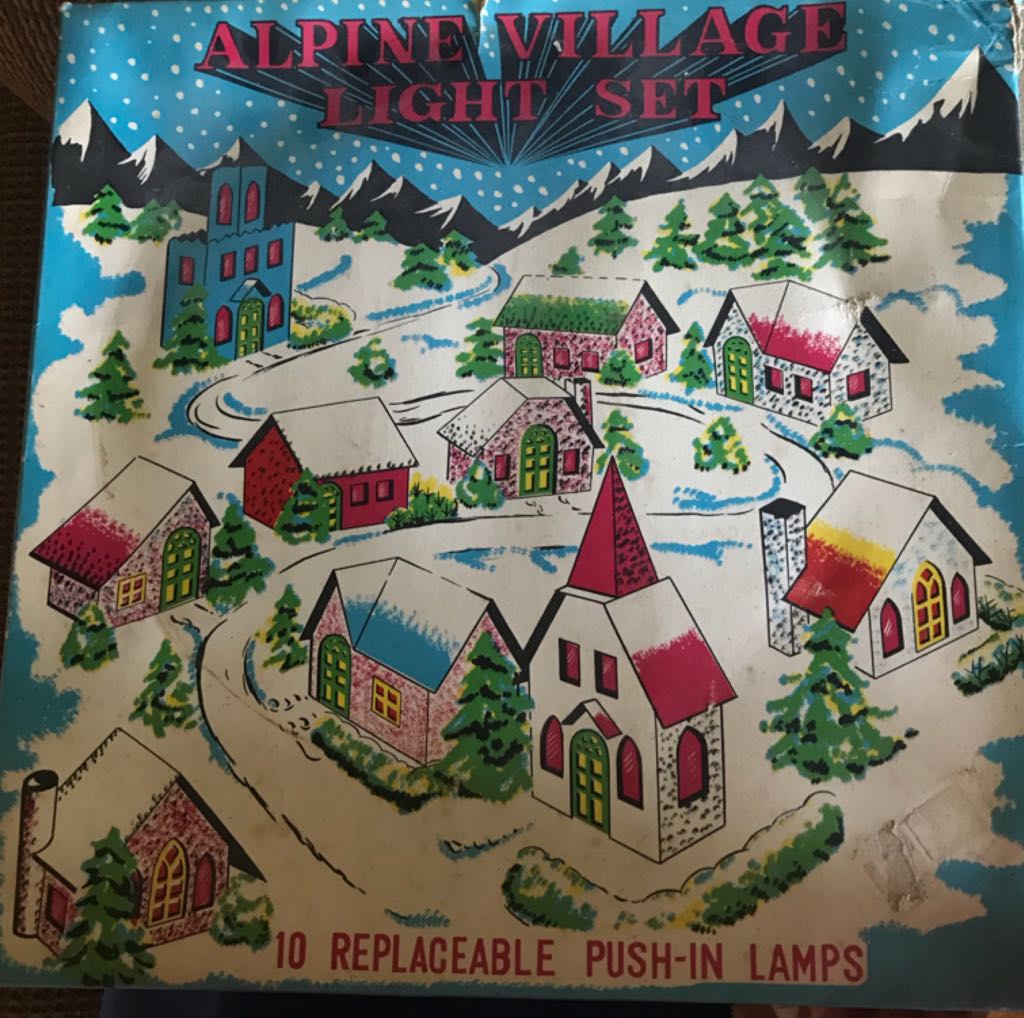 ALPINE VILLAGE
LIGHT SET
10 REPLACEABLE PUSH-IN LAMPS